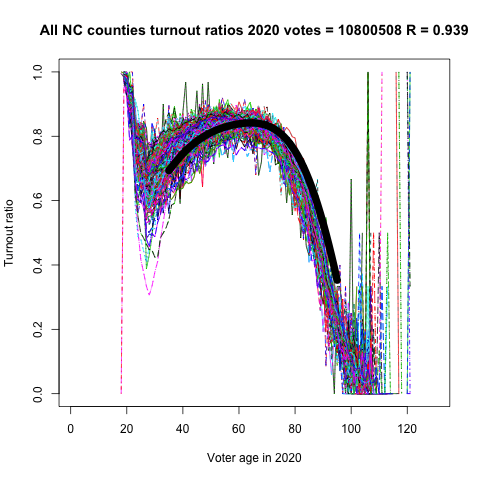 All NC counties turnout ratios 2020 votes = 10800508 R = 0.939
Turnout ratio
1.0
0.8
0.6
0.4
0.2
0.0
0 20 40 60 80 100 120
Voter age in 2020